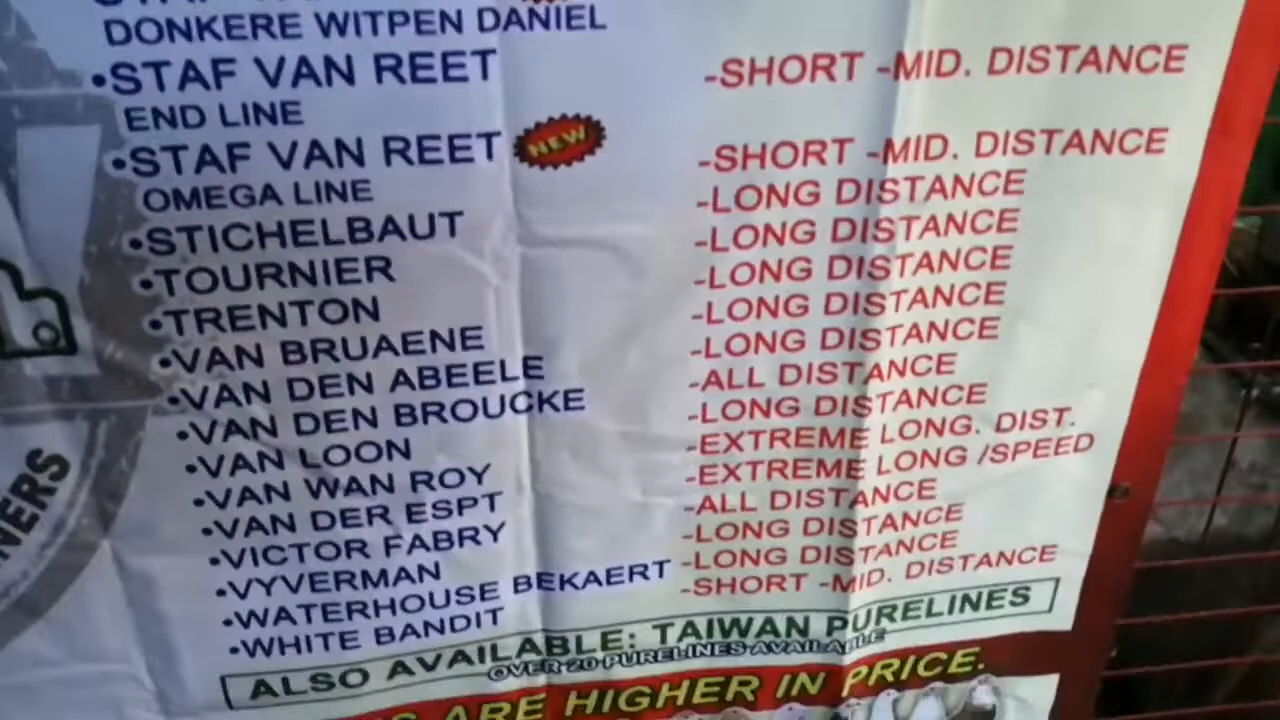 DONKERE WITPEN DANIEL
•STAF VAN REET -SHORT -MID. DISTANCE
END LINE
•STAF VAN REET NEW -SHORT -MID. DISTANCE
OMEGA LINE
•STICHELBAUT -LONG DISTANCE
•TOURNIER -LONG DISTANCE
•TRENTON -LONG DISTANCE
•VAN BRUAENE -LONG DISTANCE
•VAN DEN ABEELE -LONG DISTANCE
•VAN DEN BROUCKE -ALL DISTANCE
•VAN LOON -LONG DISTANCE
•VAN WAN ROY -EXTREME LONG. DIST.
•VAN DER ESPT -EXTREME LONG /SPEED
•VICTOR FABRY -ALL DISTANCE
•VYVERMAN -LONG DISTANCE
•WATERHOUSE BEKAERT -LONG DISTANCE
•WHITE BANDIT -SHORT -MID. DISTANCE
ALSO AVAILABLE: TAIWAN PURELINES
OVER 20 PURELINES AVAILABLE
ARE HIGHER IN PRICE.